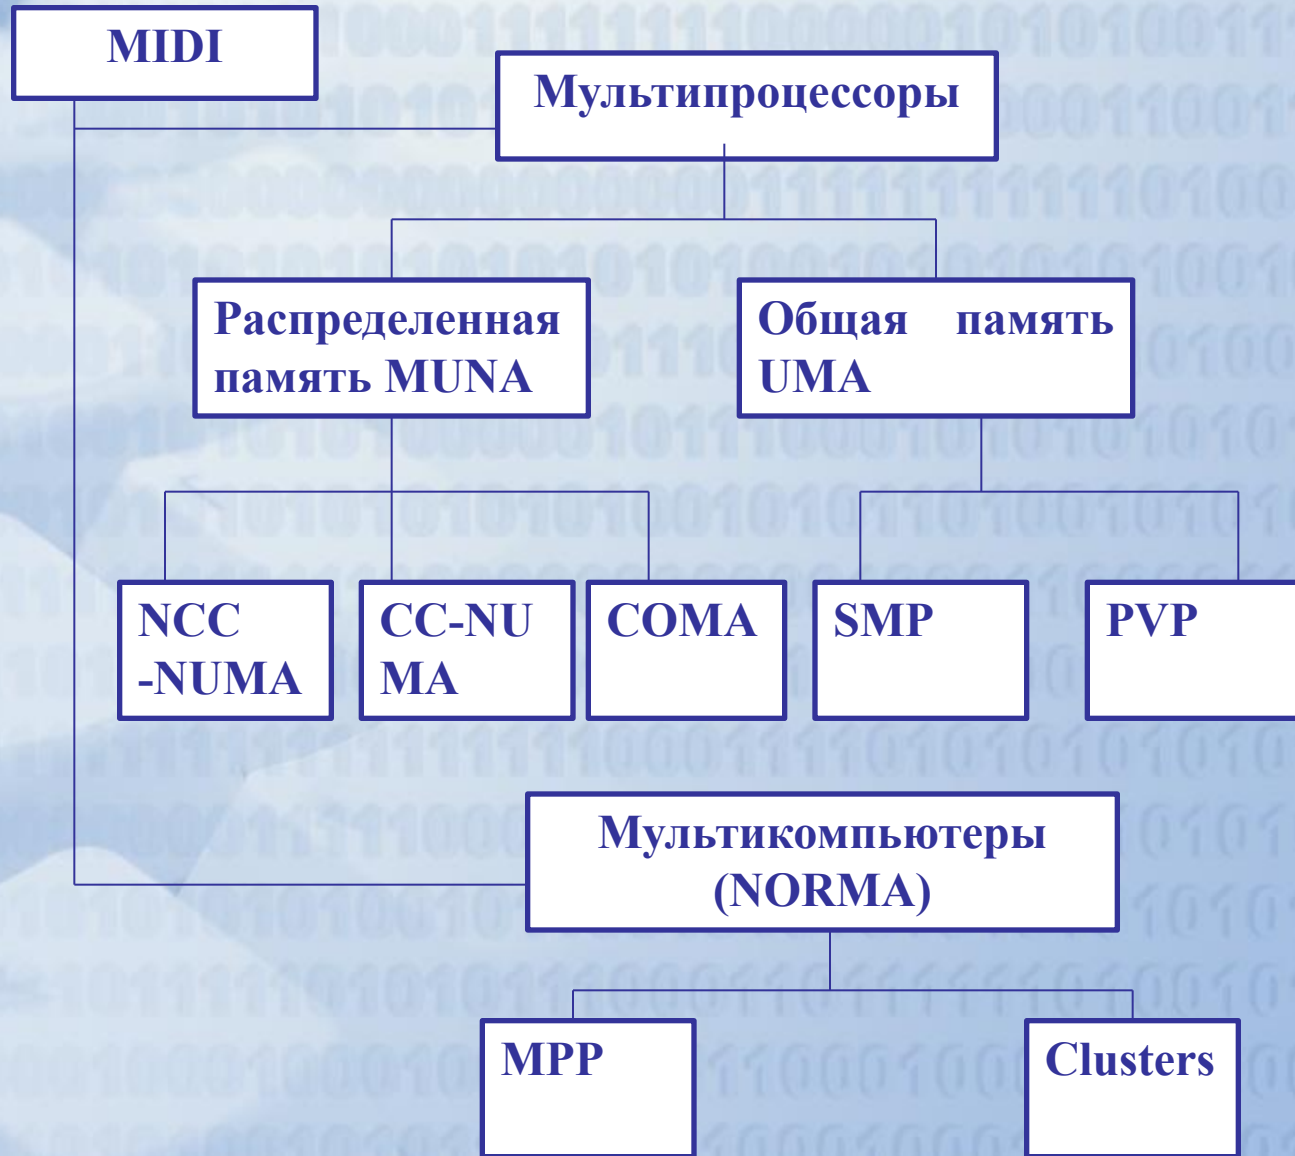 MIDI
Мультипроцессоры
Распределенная
память MUNA
Общая память
UMA
NCC
-NUMA
CC-NU
MA
COMA
SMP
PVP
Мультикомпьютеры
(NORMA)
MPP
Clusters